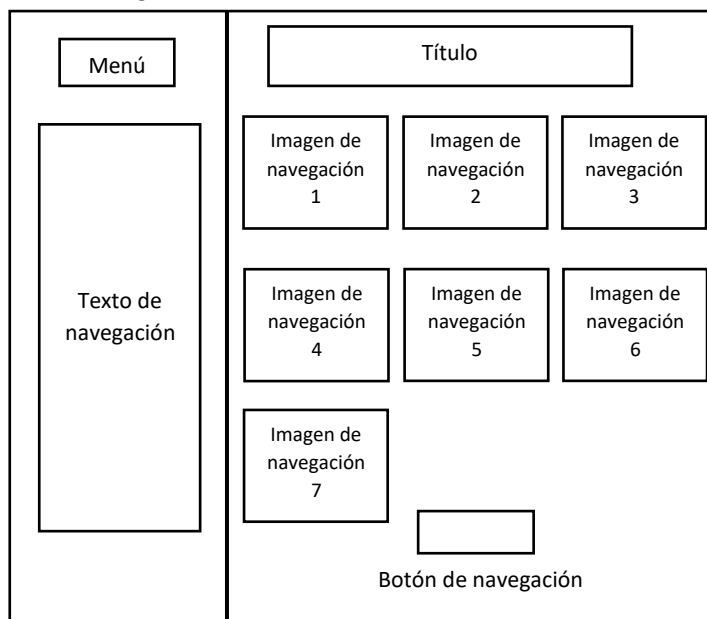 Menú
Título
Texto de
navegación
Imagen de
navegación
1
Imagen de
navegación
2
Imagen de
navegación
3
Imagen de
navegación
4
Imagen de
navegación
5
Imagen de
navegación
6
Imagen de
navegación
7
Botón de navegación